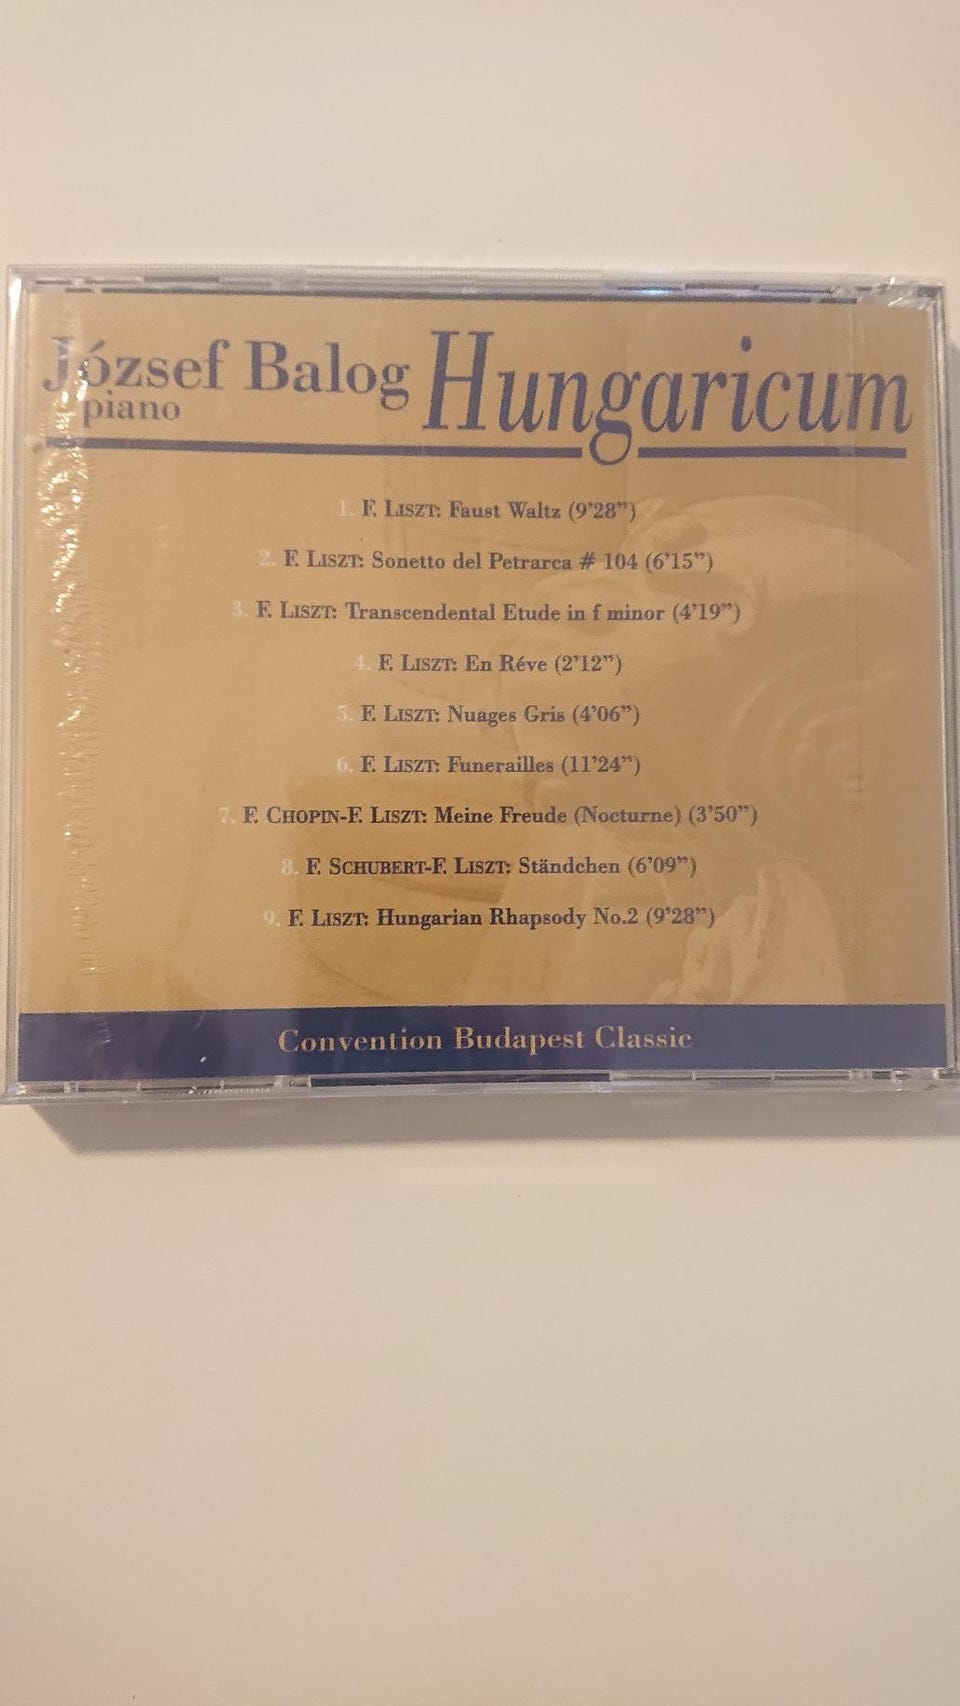 József Balog Hungaricum
piano
1. F. LISZT: Faust Waltz (9'28”)
2. F. LISZT: Sonetto del Petrarca # 104 (6'15”)
3. F. LISZT: Transcendental Etude in f minor (4'19”)
4. F. LISZT: En Réve (2'12”)
5. F. LISZT: Nuages Gris (4'06”)
6. F. LISZT: Funerailles (11'24”)
7. F. CHOPIN-F. LISZT: Meine Freude (Nocturne) (3'50”)
8. F. SCHUBERT-F. LISZT: Ständchen (6'09”)
9. F. LISZT: Hungarian Rhapsody No.2 (9'28”)
Convention Budapest Classic